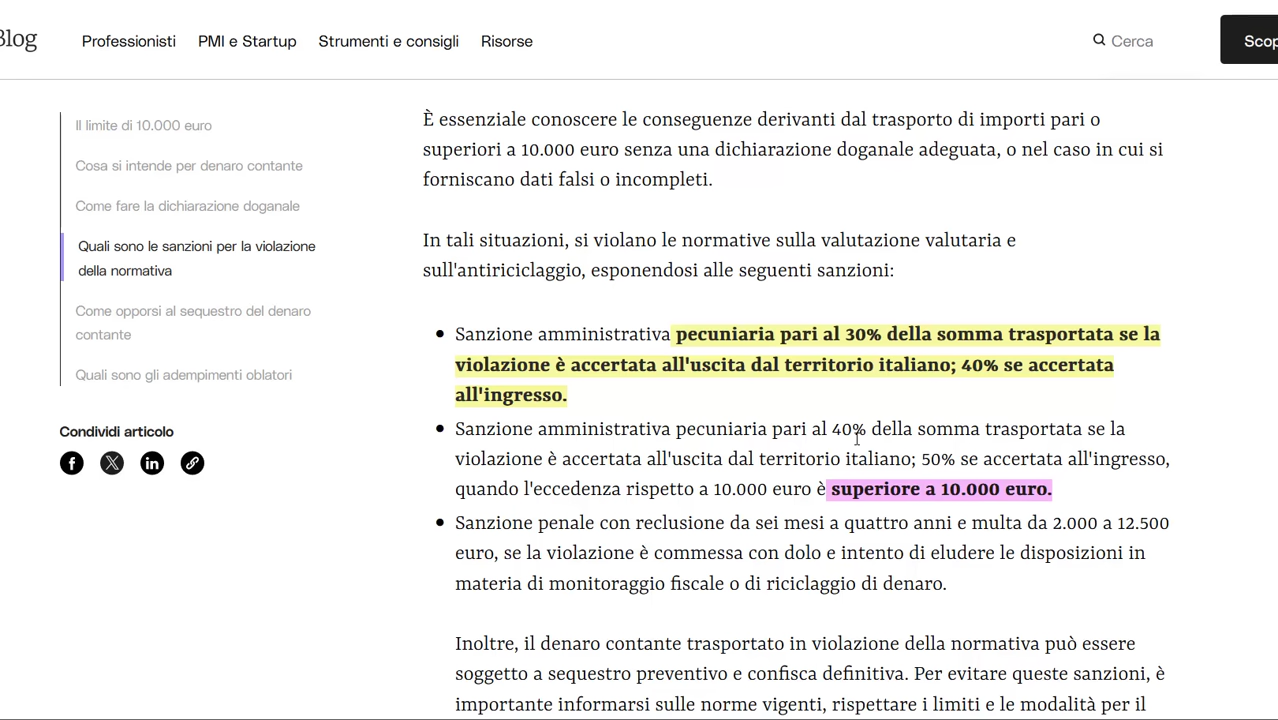 Blog
Professionisti
PMI e Startup
Strumenti e consigli
Risorse
Cerca
Il limite di 10.000 euro
Cosa si intende per denaro contante
Come fare la dichiarazione doganale
Quali sono le sanzioni per la violazione
della normativa
Come opporsi al sequestro del denaro
contante
Quali sono gli adempimenti oblatori
Condividi articolo
È essenziale conoscere le conseguenze derivanti dal trasporto di importi pari o
superiori a 10.000 euro senza una dichiarazione doganale adeguata, o nel caso in cui si
forniscano dati falsi o incompleti.
In tali situazioni, si violano le normative sulla valutazione valutaria e
sull'antiriciclaggio, esponendosi alle seguenti sanzioni:
Sanzione amministrativa pecuniaria pari al 30% della somma trasportata se la
violazione è accertata all'uscita dal territorio italiano; 40% se accertata
all'ingresso.
Sanzione amministrativa pecuniaria pari al 40% della somma trasportata se la
violazione è accertata all'uscita dal territorio italiano; 50% se accertata all'ingresso,
quando l'eccedenza rispetto a 10.000 euro è superiore a 10.000 euro.
Sanzione penale con reclusione da sei mesi a quattro anni e multa da 2.000 a 12.500
euro, se la violazione è commessa con dolo e intento di eludere le disposizioni in
materia di monitoraggio fiscale o di riciclaggio di denaro.
Inoltre, il denaro contante trasportato in violazione della normativa può essere
soggetto a sequestro preventivo e confisca definitiva. Per evitare queste sanzioni, è
importante informarsi sulle norme vigenti, rispettare i limiti e le modalità per il